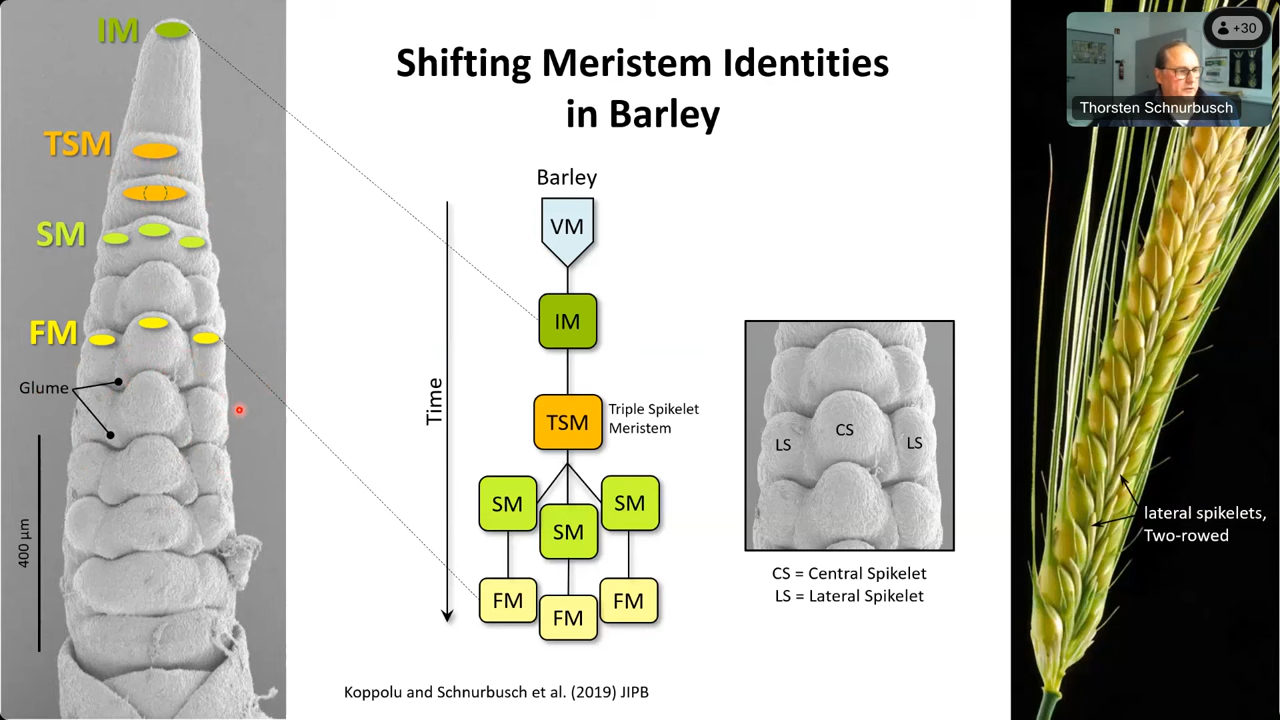 Shifting Meristem Identities
in Barley
IM
TSM
SM
FM
Glume
400 µm
Barley
VM
IM
TSM
Triple Spikelet
Meristem
SM
SM
SM
FM
FM
FM
Time
LS
CS
LS
CS = Central Spikelet
LS = Lateral Spikelet
lateral spikelets,
Two-rowed
Koppolu and Schnurbusch et al. (2019) JIPB
+30
Thorsten Schnurbusch